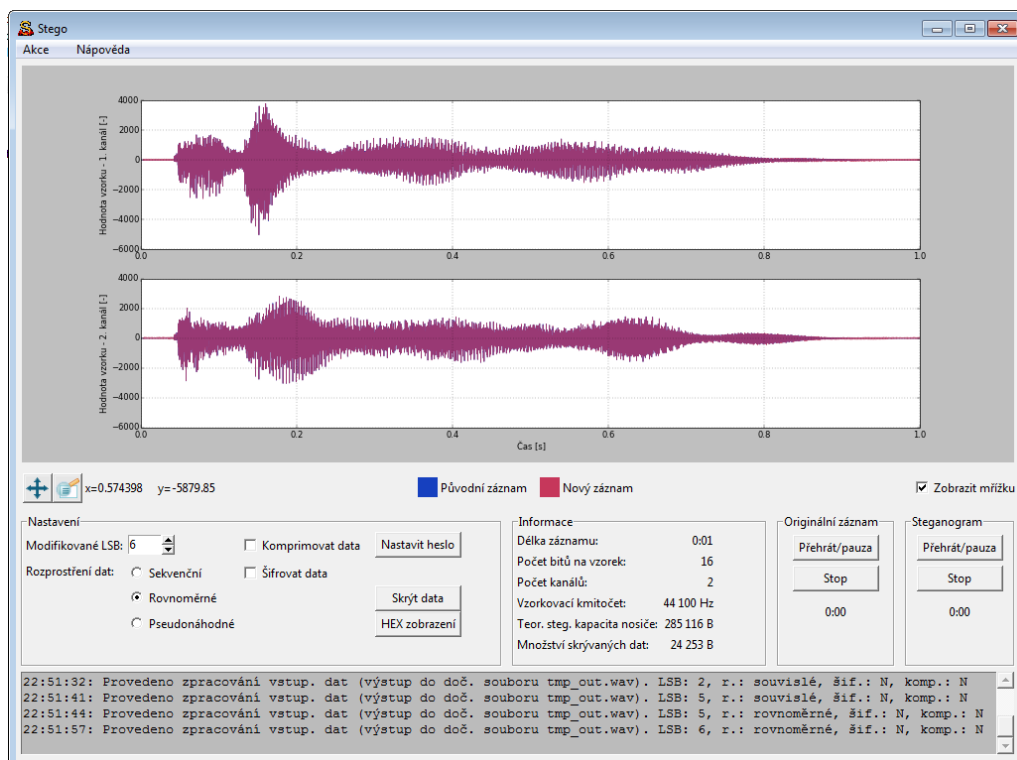 Stego
Akce Nápověda
4000
2000
0
−2000
−4000
−6000
Hodnota vzorku - 1. kanál [-]
0.0 0.2 0.4 0.6 0.8 1.0
4000
2000
0
−2000
−4000
−6000
Hodnota vzorku - 2. kanál [-]
0.0 0.2 0.4 0.6 0.8 1.0
Čas [s]
x=0.574398 y=-5879.85
Původní záznam
Nový záznam
Zobrazit mřížku
Nastavení
Modifikované LSB: 6
Komprimovat data
Nastavit heslo
Rozprostření dat:
Sekvenční
Šifrovat data
Rovnoměrné
Skrýt data
Pseudonáhodné
HEX zobrazení
Informace
Délka záznamu: 0:01
Počet bitů na vzorek: 16
Počet kanálů: 2
Vzorkovací kmitočet: 44 100 Hz
Teor. steg. kapacita nosiče: 285 116 B
Množství skrývaných dat: 24 253 B
Originální záznam
Přehrát/pauza
Stop
0:00
Steganogram
Přehrát/pauza
Stop
0:00
22:51:32: Provedeno zpracování vstup. dat (výstup do doč. souboru tmp_out.wav). LSB: 2, r.: souvislé, šif.: N, komp.: N
22:51:41: Provedeno zpracování vstup. dat (výstup do doč. souboru tmp_out.wav). LSB: 5, r.: souvislé, šif.: N, komp.: N
22:51:44: Provedeno zpracování vstup. dat (výstup do doč. souboru tmp_out.wav). LSB: 5, r.: rovnoměrné, šif.: N, komp.: N
22:51:57: Provedeno zpracování vstup. dat (výstup do doč. souboru tmp_out.wav). LSB: 6, r.: rovnoměrné, šif.: N, komp.: N